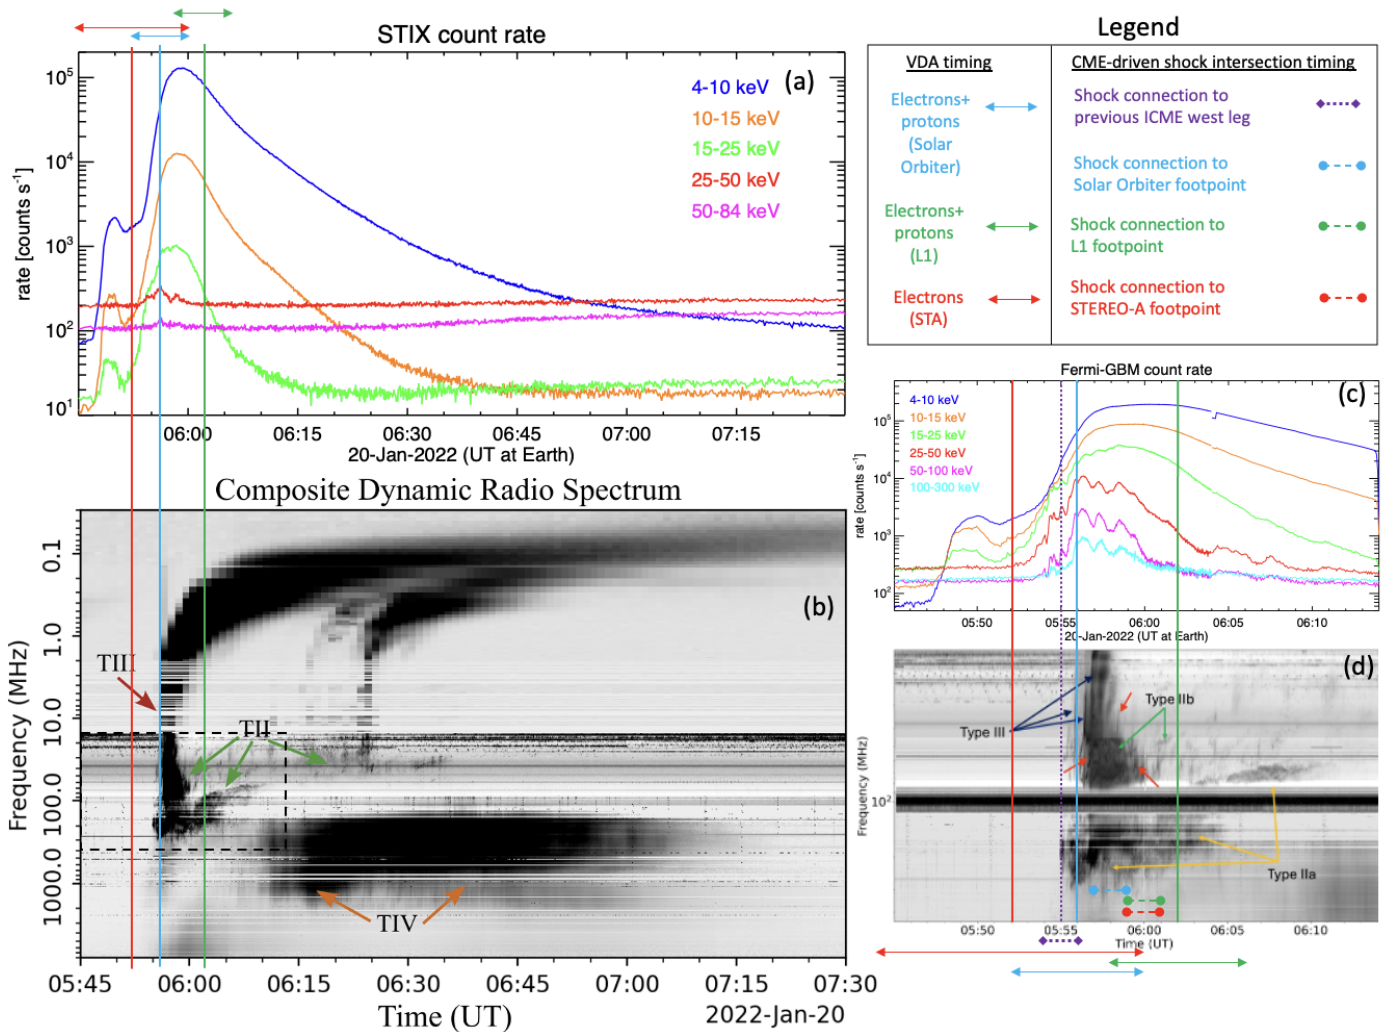 STIX count rate
(a)
4-10 keV
10-15 keV
15-25 keV
25-50 keV
50-84 keV
rate [counts s⁻¹]
10⁵
10⁴
10³
10²
10¹
06:00 06:15 06:30 06:45 07:00 07:15
20-Jan-2022 (UT at Earth)
Legend
VDA timing
Electrons+
protons
(Solar
Orbiter)
Electrons+
protons
(L1)
Electrons
(STA)
CME-driven shock intersection timing
Shock connection to
previous ICME west leg
Shock connection to
Solar Orbiter footpoint
Shock connection to
L1 footpoint
Shock connection to
STEREO-A footpoint
Composite Dynamic Radio Spectrum
(b)
Frequency (MHz)
0.1
1.0
10.0
100.0
1000.0
TIII
TII
TIV
05:45 06:00 06:15 06:30 06:45 07:00 07:15 07:30
Time (UT)
2022-Jan-20
Fermi-GBM count rate
(c)
4-10 keV
10-15 keV
15-25 keV
25-50 keV
50-100 keV
100-300 keV
rate [counts s⁻¹]
10⁵
10⁴
10³
10²
05:50 05:55 06:00 06:05 06:10
20-Jan-2022 (UT at Earth)
(d)
Type IIb
Type III
Frequency (MHz)
10²
Type IIa
05:50 05:55 06:00 06:05 06:10
Time (UT)